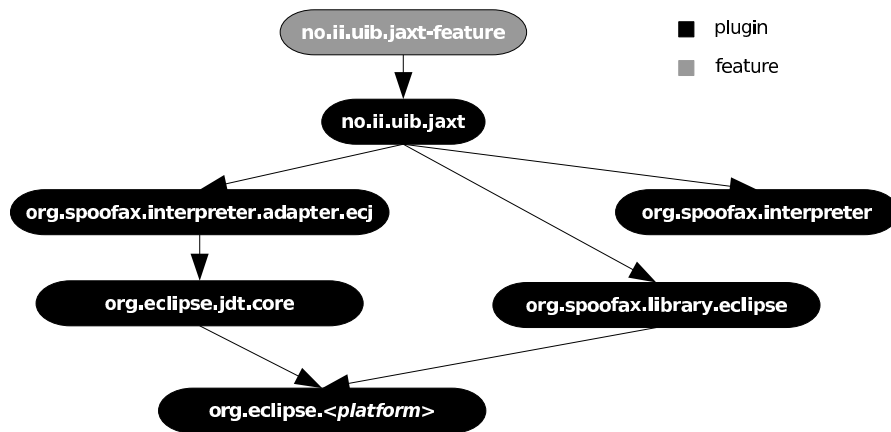 no.ii.uib.jaxt-feature
plugin
feature
no.ii.uib.jaxt
org.spoofax.interpreter.adapter.ecj
org.spoofax.interpreter
org.eclipse.jdt.core
org.spoofax.library.eclipse
org.eclipse.<platform>